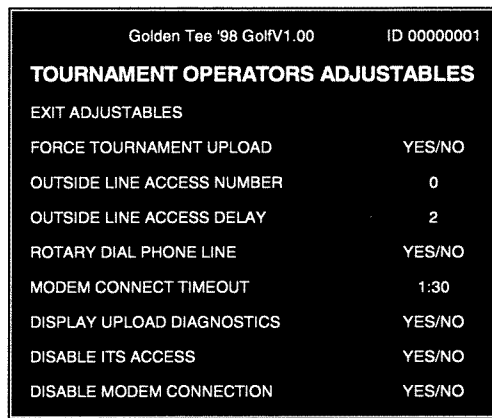 Golden Tee '98 GolfV1.00 ID 00000001
TOURNAMENT OPERATORS ADJUSTABLES
EXIT ADJUSTABLES
FORCE TOURNAMENT UPLOAD YES/NO
OUTSIDE LINE ACCESS NUMBER 0
OUTSIDE LINE ACCESS DELAY 2
ROTARY DIAL PHONE LINE YES/NO
MODEM CONNECT TIMEOUT 1:30
DISPLAY UPLOAD DIAGNOSTICS YES/NO
DISABLE ITS ACCESS YES/NO
DISABLE MODEM CONNECTION YES/NO